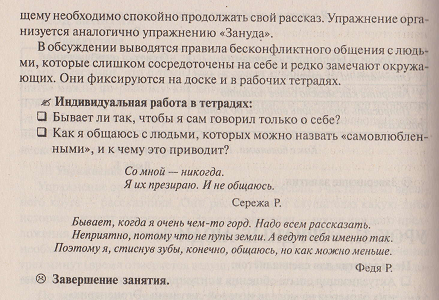 щему необходимо спокойно продолжать свой рассказ. Упражнение орга-
низуется аналогично упражнению «Зануда».
В обсуждении выводятся правила бесконфликтного общения с людь-
ми, которые слишком сосредоточены на себе и редко замечают окружа-
ющих. Они фиксируются на доске и в рабочих тетрадях.
✍ Индивидуальная работа в тетрадях:
❑ Бывает ли так, чтобы я сам говорил только о себе?
❑ Как я общаюсь с людьми, которых можно назвать «самовлюблен-
ными», и к чему это приводит?
Со мной — никогда.
Я их презираю. И не общаюсь.
Сережа Р.
Бывает, когда я очень чем-то горд. Надо всем рассказать.
Неприятно, потому что не пупы земли. А ведут себя именно так.
Поэтому я, стиснув зубы, конечно, общаюсь, но как можно меньше.
Федя Р.
☹ Завершение занятия.